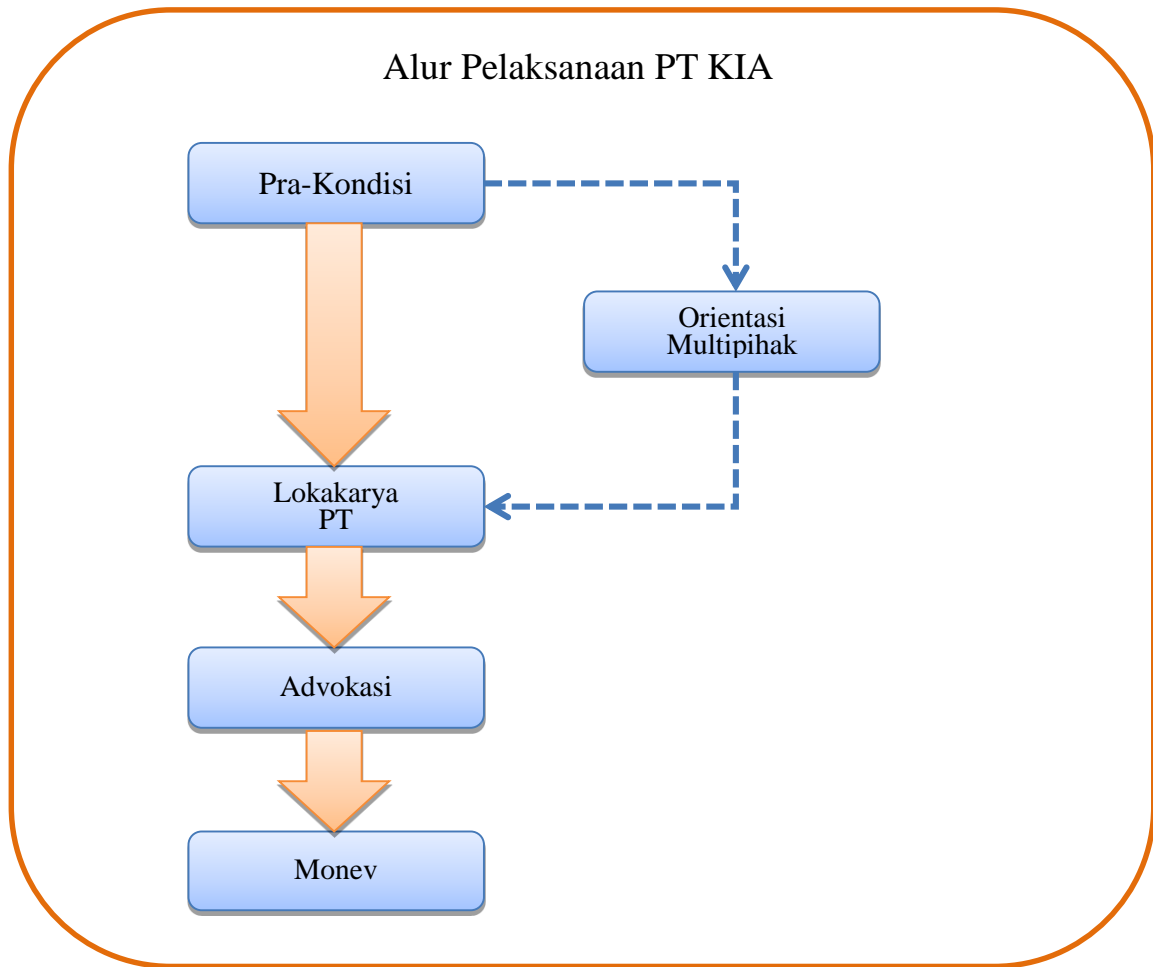 Alur Pelaksanaan PT KIA
Pra-Kondisi
Orientasi
Multipihak
Lokakarya
PT
Advokasi
Monev